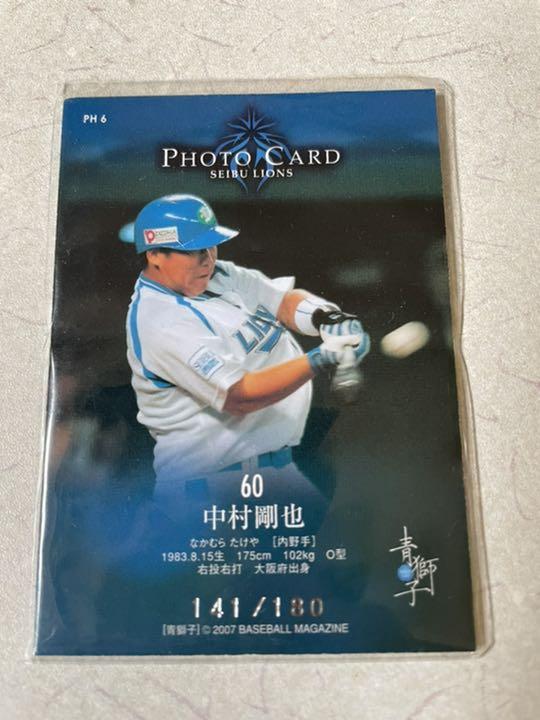 PH 6
PHOTO CARD
SEIBU LIONS
60
中村剛也
なかむら たけや [内野手]
1983.8.15生 175cm 102kg O型
右投右打 大阪府出身
青獅子
141/180
[青獅子] © 2007 BASEBALL MAGAZINE